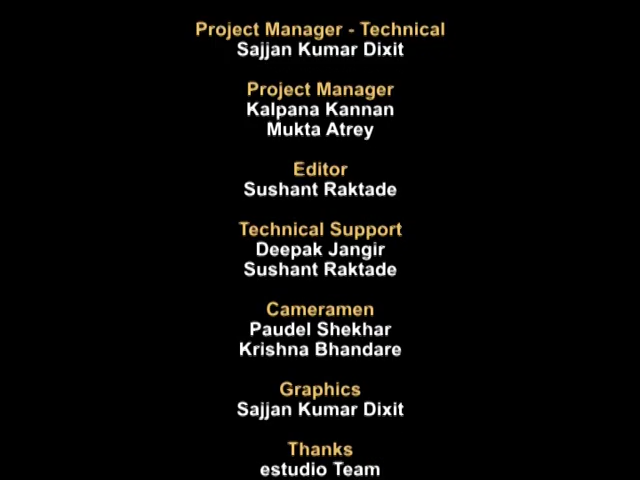 Project Manager - Technical
Sajjan Kumar Dixit
Project Manager
Kalpana Kannan
Mukta Atrey
Editor
Sushant Raktade
Technical Support
Deepak Jangir
Sushant Raktade
Cameramen
Paudel Shekhar
Krishna Bhandare
Graphics
Sajjan Kumar Dixit
Thanks
estudio Team